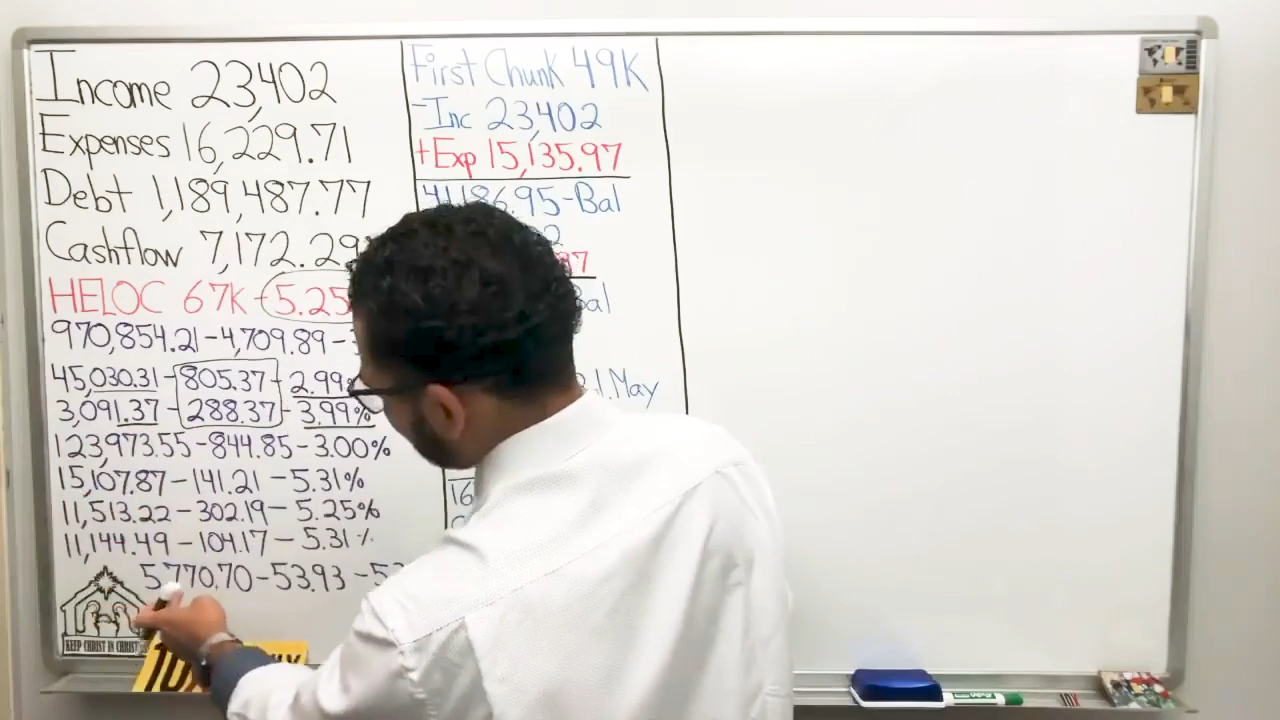 Income 23,402
Expenses 16,229.71
Debt 1,189,487.77
Cashflow 7,172.29
HELOC 67K - 5.25
970,854.21 - 4,709.89 -
45,030.31 - 805.37 - 2.99%
3,091.37 - 288.37 - 3.99%
123,973.55 - 844.85 - 3.00%
15,107.87 - 141.21 - 5.31%
11,513.22 - 302.19 - 5.25%
11,144.49 - 104.17 - 5.31%
5,770.70 - 53.93 - 5.3
KEEP CHRIST IN
First Chunk 49K
-Inc 23,402
+Exp 15,135.97
41,186.95 - Bal
2
97
Bal
May
16